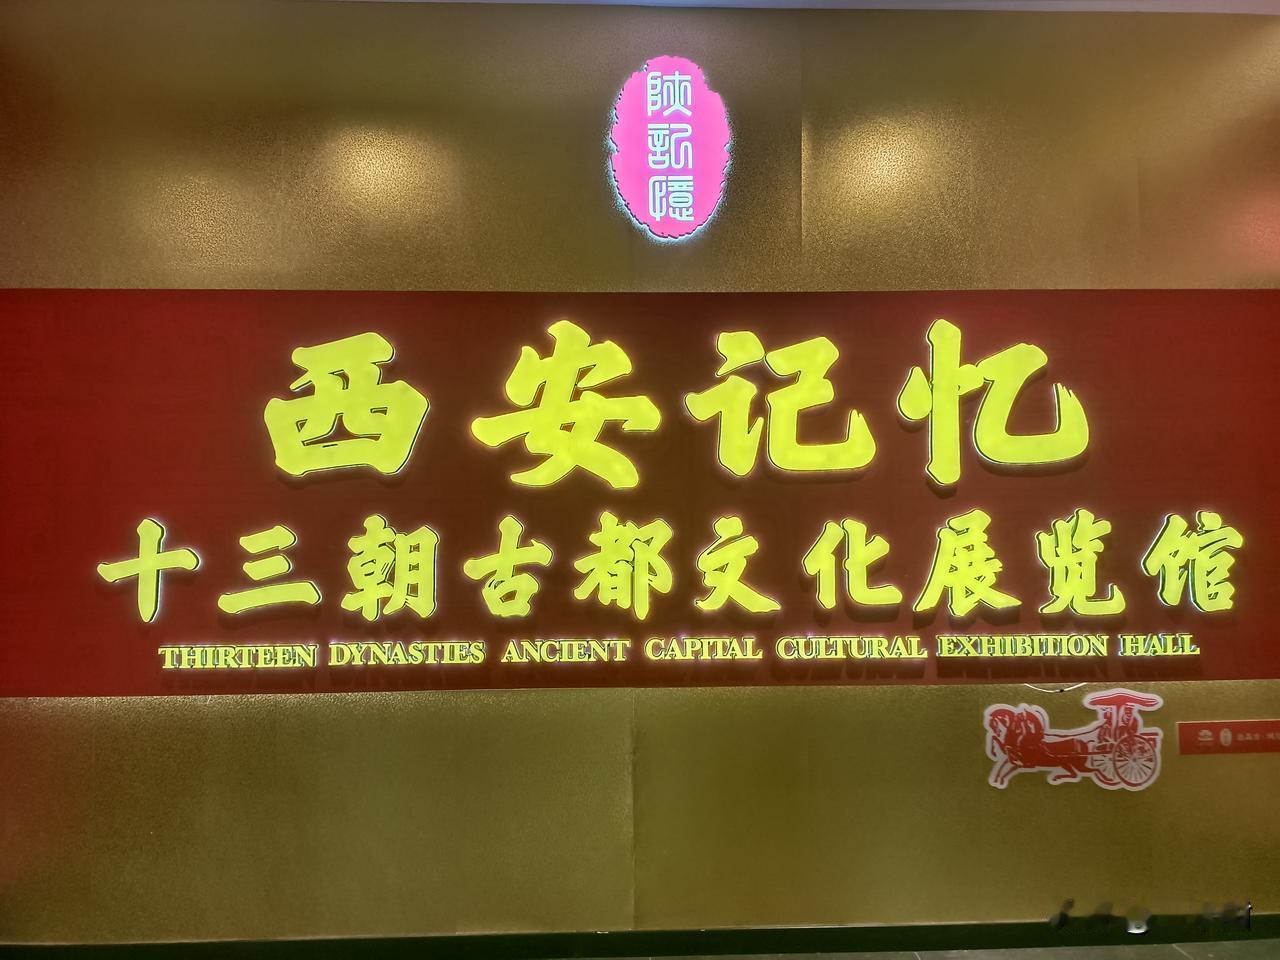 陝記憶
西安记忆
十三朝古都文化展览馆
THIRTEEN DYNASTIES ANCIENT CAPITAL CULTURAL EXHIBITION HALL